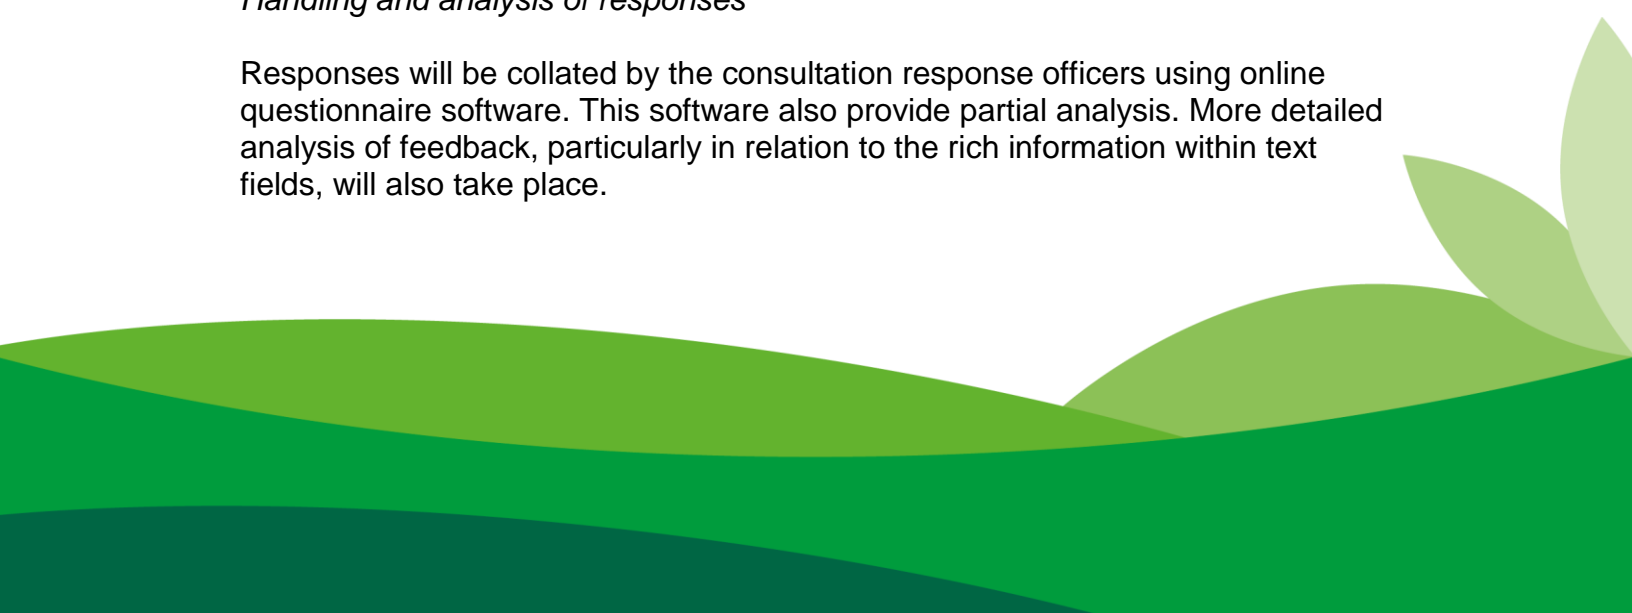 Handling and analysis of responses
Responses will be collated by the consultation response officers using online
questionnaire software. This software also provide partial analysis. More detailed
analysis of feedback, particularly in relation to the rich information within text
fields, will also take place.